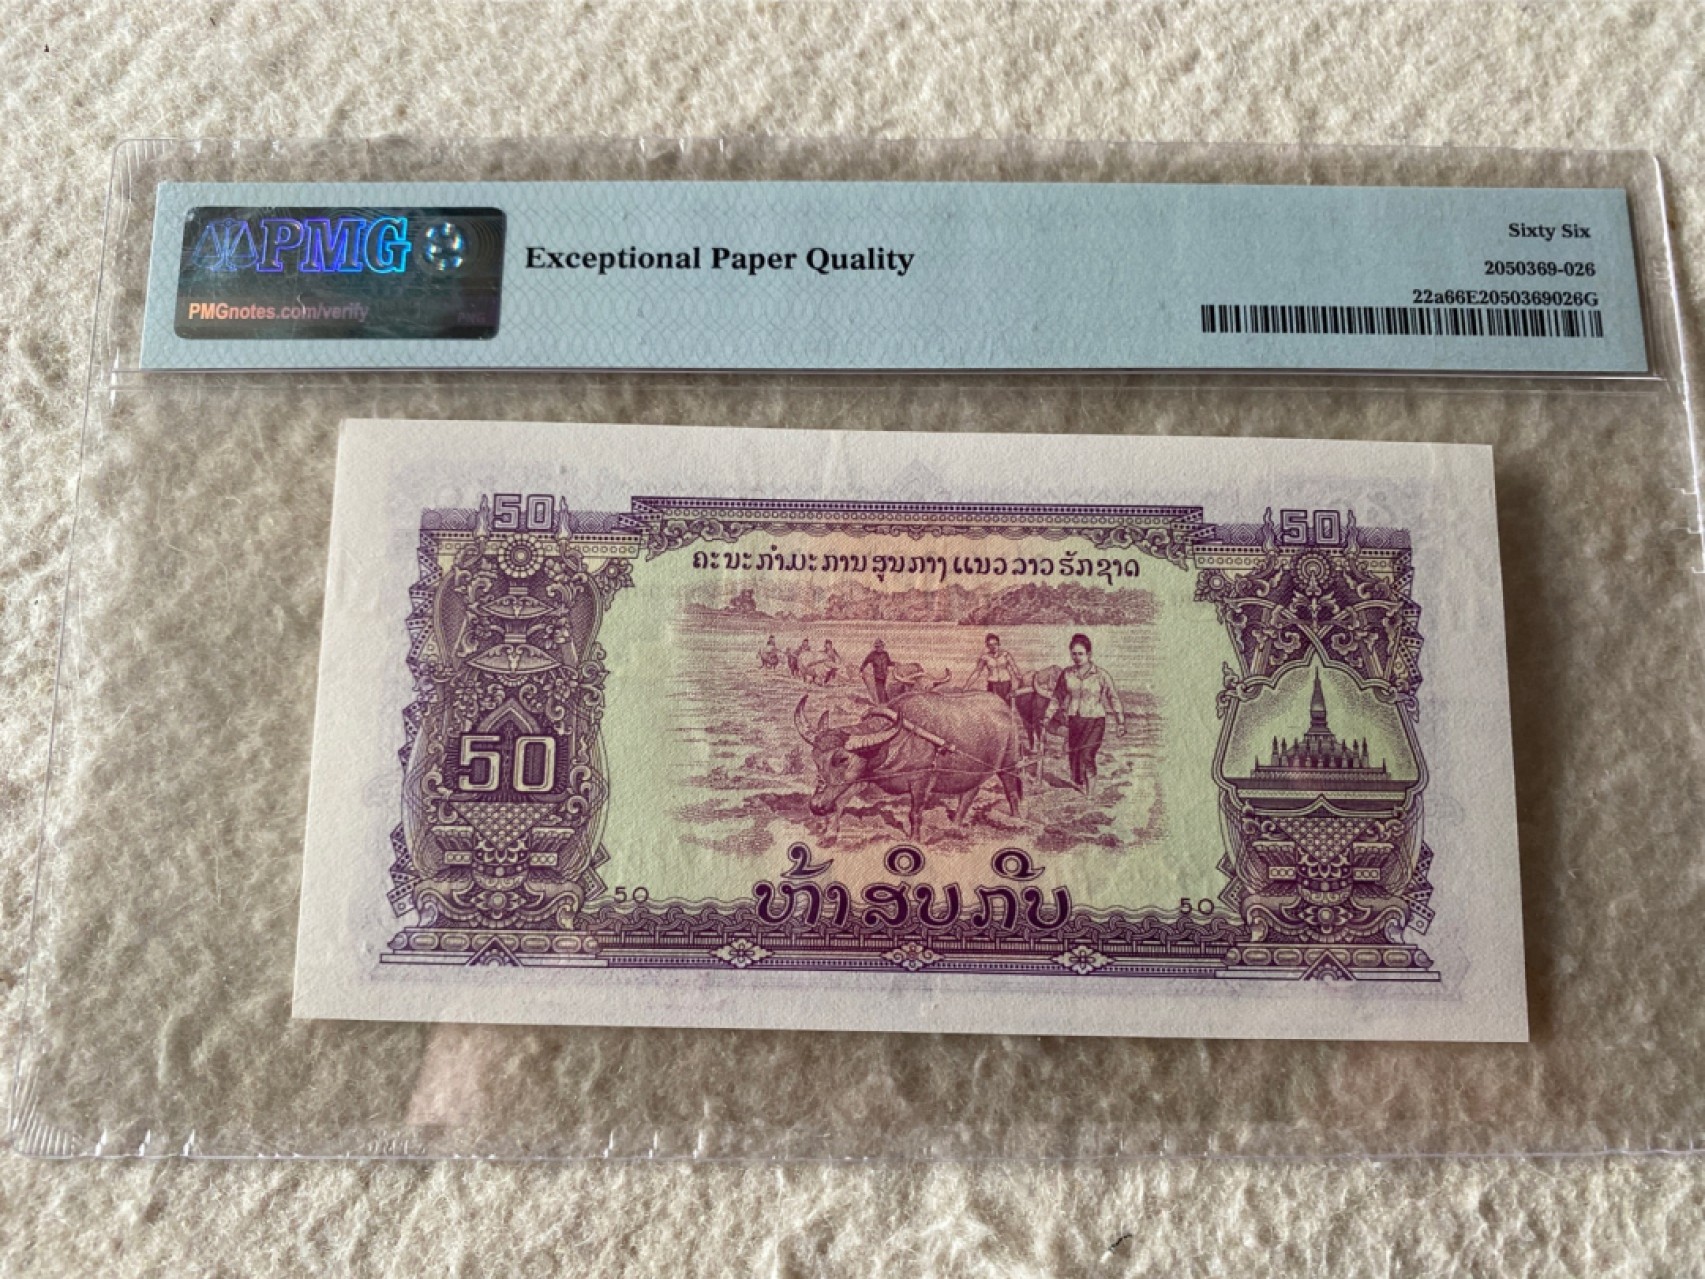 PMG
PMGnotes.com/verify
PMG
Exceptional Paper Quality
Sixty Six
2050369-026
22a66E2050369026G
50
50
ຄະນະກຳມະການສູນກາງແນວລາວຮັກຊາດ
50
50
ຫ້າສິບກີບ
50